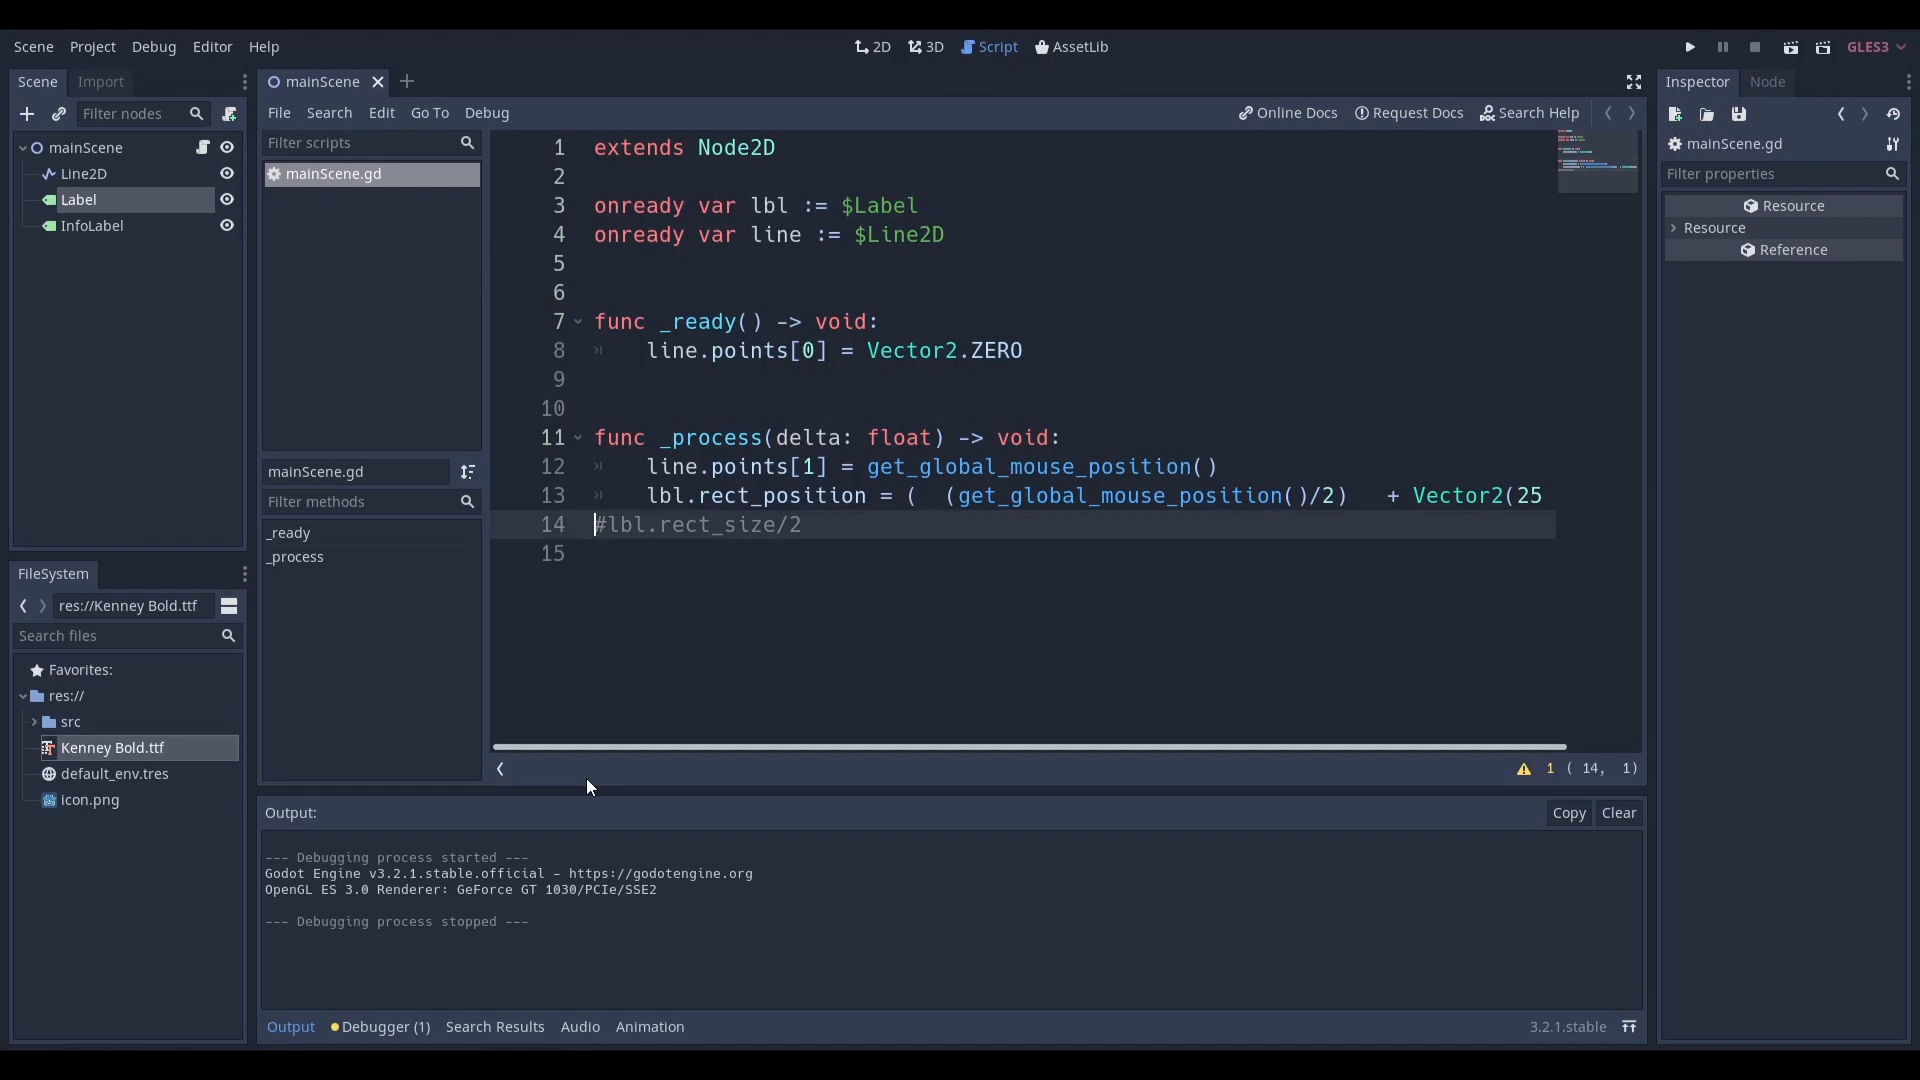 Scene Project Debug Editor Help
2D 3D Script AssetLib
GLES3
Scene Import
mainScene
Inspector Node
Filter nodes
File Search Edit Go To Debug
Online Docs Request Docs Search Help
Filter scripts
mainScene.gd
mainScene
Line2D
Label
InfoLabel
mainScene.gd
Filter methods
_ready
_process
1 extends Node2D
2
3 onready var lbl := $Label
4 onready var line := $Line2D
5
6
7 func _ready() -> void:
8 line.points[0] = Vector2.ZERO
9
10
11 func _process(delta: float) -> void:
12 line.points[1] = get_global_mouse_position()
13 lbl.rect_position = (  (get_global_mouse_position()/2)   + Vector2(25
14 #lbl.rect_size/2
15
1 ( 14, 1)
mainScene.gd
Filter properties
Resource
Resource
Reference
FileSystem
res://Kenney Bold.ttf
Search files
Favorites:
res://
src
Kenney Bold.ttf
default_env.tres
icon.png
Output:
Copy Clear
--- Debugging process started ---
Godot Engine v3.2.1.stable.official - https://godotengine.org
OpenGL ES 3.0 Renderer: GeForce GT 1030/PCIe/SSE2
--- Debugging process stopped ---
Output Debugger (1) Search Results Audio Animation
3.2.1.stable